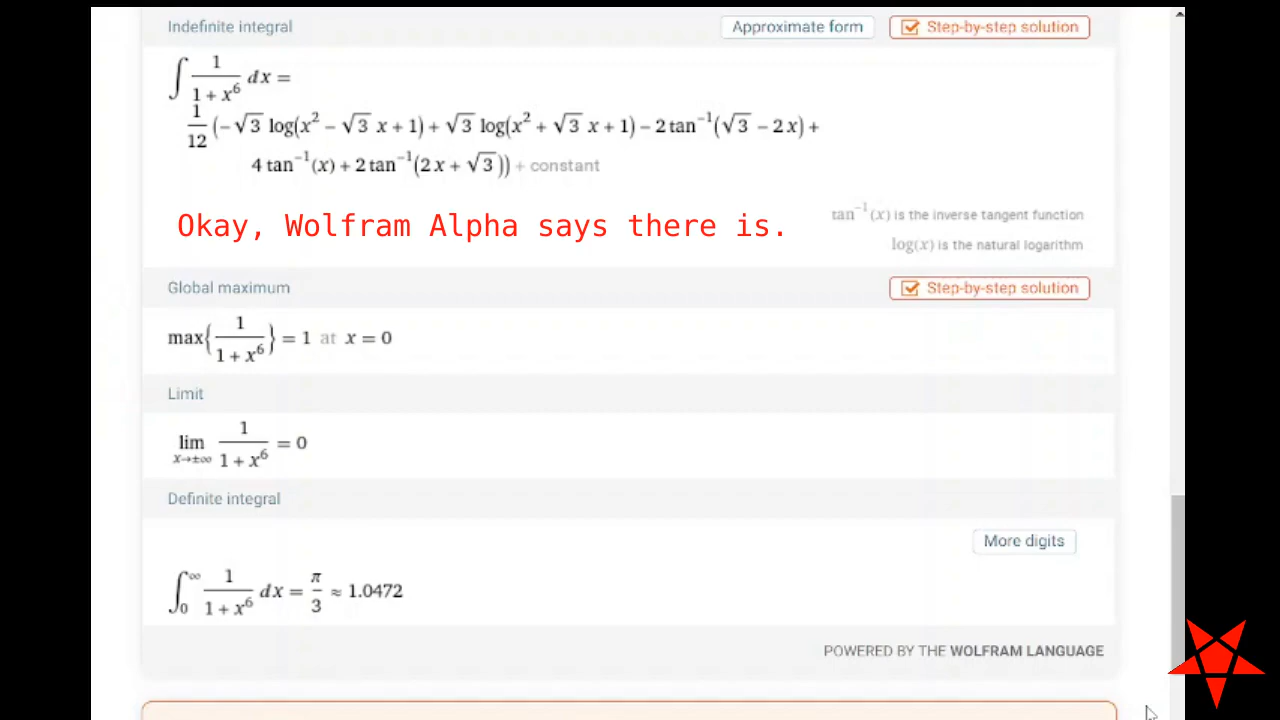 Indefinite integral
Approximate form
Step-by-step solution
∫ 1/(1 + x^6) dx =
1/12 (-√3 log(x^2 - √3 x + 1) + √3 log(x^2 + √3 x + 1) - 2 tan^-1(√3 - 2 x) +
4 tan^-1(x) + 2 tan^-1(2 x + √3)) + constant
tan^-1(x) is the inverse tangent function
Okay, Wolfram Alpha says there is.
log(x) is the natural logarithm
Global maximum
Step-by-step solution
max{1/(1 + x^6)} = 1 at x = 0
Limit
lim x→±∞ 1/(1 + x^6) = 0
Definite integral
More digits
∫_0^∞ 1/(1 + x^6) dx = π/3 ≈ 1.0472
POWERED BY THE WOLFRAM LANGUAGE